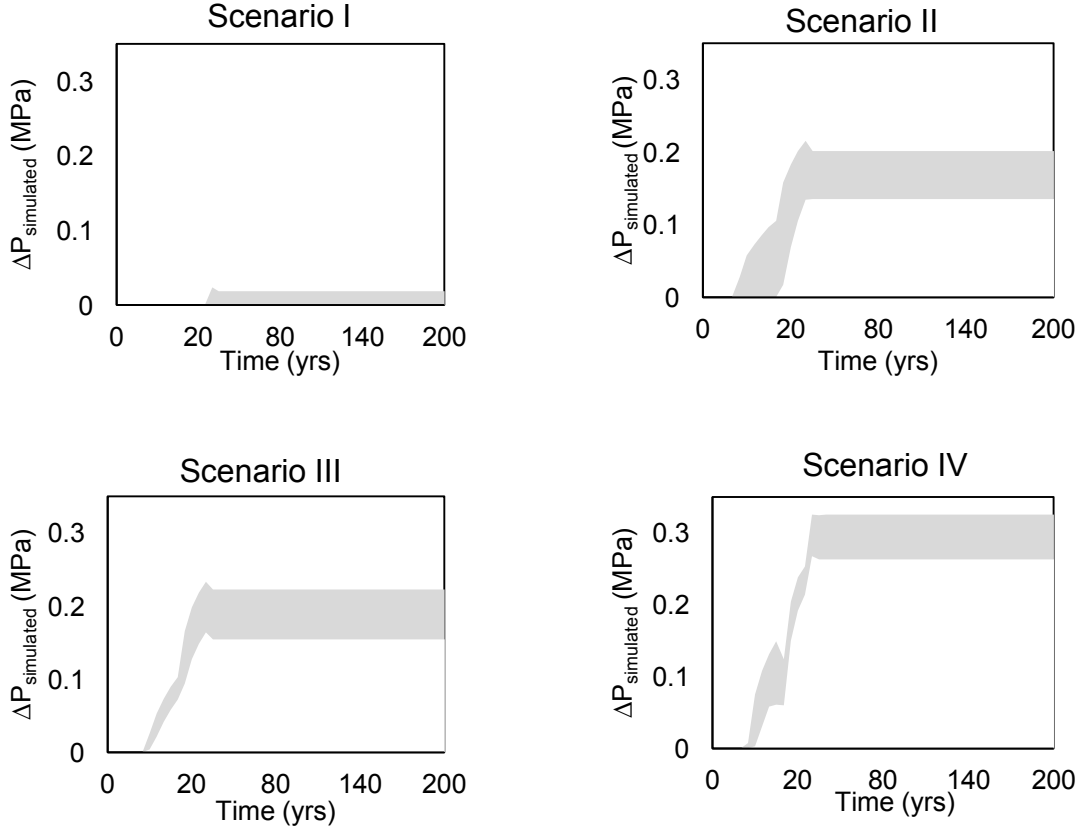 Scenario I
ΔPsimulated (MPa)
0.3
0.2
0.1
0
0 20 80 140 200
Time (yrs)
Scenario II
ΔPsimulated (MPa)
0.3
0.2
0.1
0
0 20 80 140 200
Time (yrs)
Scenario III
ΔPsimulated (MPa)
0.3
0.2
0.1
0
0 20 80 140 200
Time (yrs)
Scenario IV
ΔPsimulated (MPa)
0.3
0.2
0.1
0
0 20 80 140 200
Time (yrs)